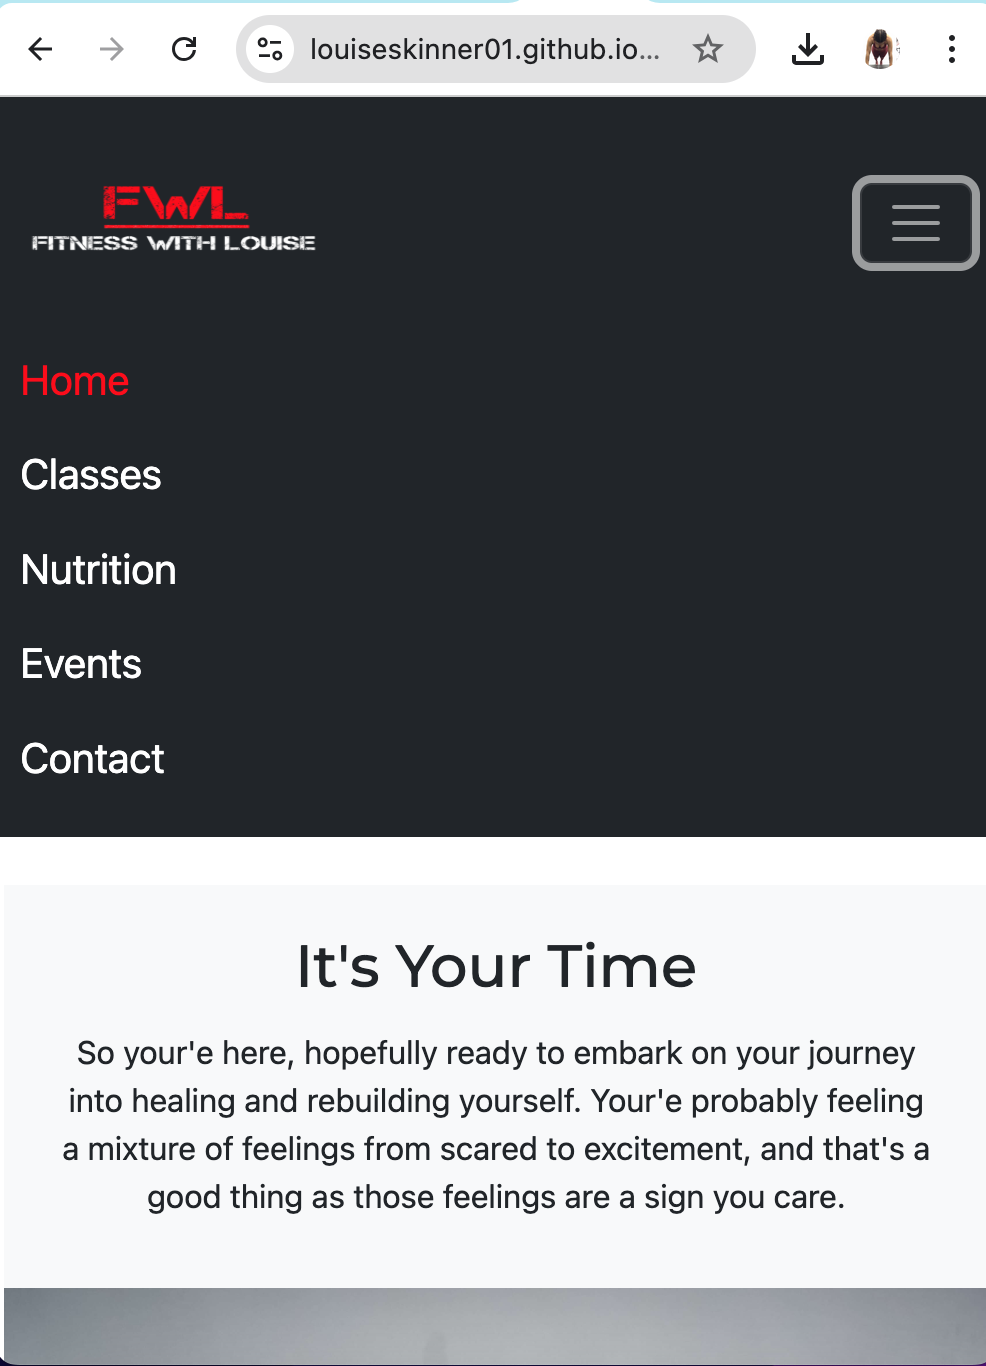 louiseskinner01.github.io...
FWL
FITNESS WITH LOUISE
Home
Classes
Nutrition
Events
Contact
It's Your Time
So your'e here, hopefully ready to embark on your journey
into healing and rebuilding yourself. Your'e probably feeling
a mixture of feelings from scared to excitement, and that's a
good thing as those feelings are a sign you care.